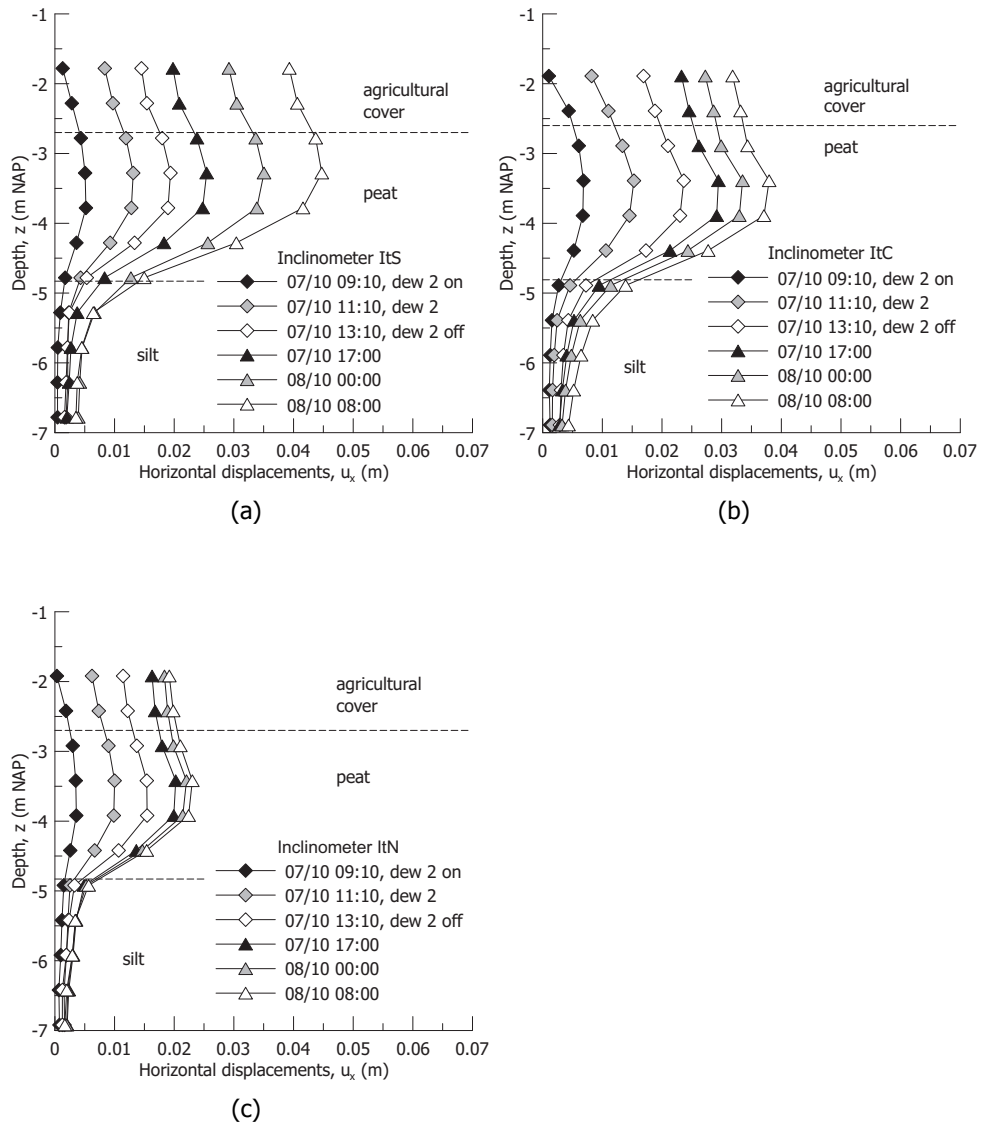 -1
-2
-3
-4
-5
-6
-7
Depth, z (m NAP)
agricultural
cover
peat
silt
Inclinometer ItS
07/10 09:10, dew 2 on
07/10 11:10, dew 2
07/10 13:10, dew 2 off
07/10 17:00
08/10 00:00
08/10 08:00
0 0.01 0.02 0.03 0.04 0.05 0.06 0.07
Horizontal displacements, uₓ (m)
(a)
-1
-2
-3
-4
-5
-6
-7
Depth, z (m NAP)
agricultural
cover
peat
silt
Inclinometer ItC
07/10 09:10, dew 2 on
07/10 11:10, dew 2
07/10 13:10, dew 2 off
07/10 17:00
08/10 00:00
08/10 08:00
0 0.01 0.02 0.03 0.04 0.05 0.06 0.07
Horizontal displacements, uₓ (m)
(b)
-1
-2
-3
-4
-5
-6
-7
Depth, z (m NAP)
agricultural
cover
peat
silt
Inclinometer ItN
07/10 09:10, dew 2 on
07/10 11:10, dew 2
07/10 13:10, dew 2 off
07/10 17:00
08/10 00:00
08/10 08:00
0 0.01 0.02 0.03 0.04 0.05 0.06 0.07
Horizontal displacements, uₓ (m)
(c)